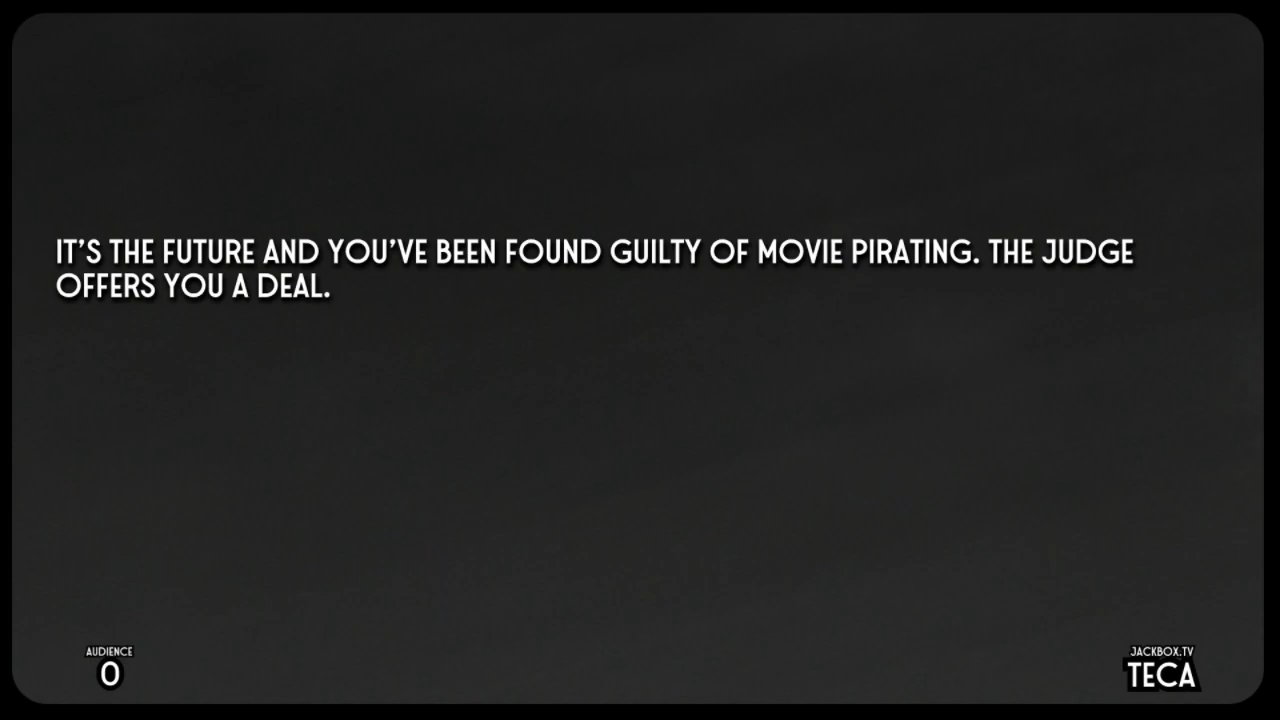 IT'S THE FUTURE AND YOU'VE BEEN FOUND GUILTY OF MOVIE PIRATING. THE JUDGE
OFFERS YOU A DEAL.
AUDIENCE
0
JACKBOX.TV
TECA